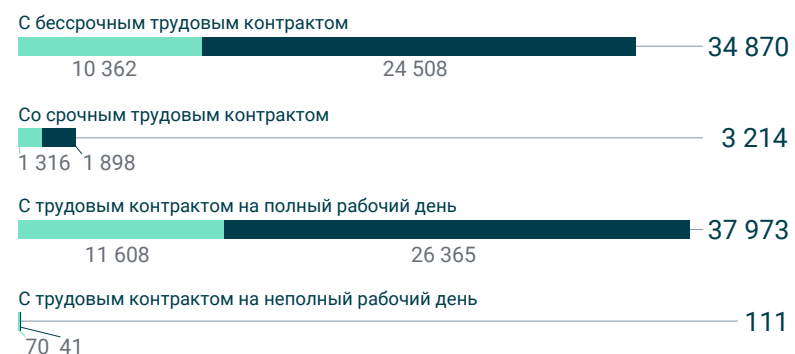 С бессрочным трудовым контрактом
34 870
10 362 24 508
Со срочным трудовым контрактом
3 214
1 316 1 898
С трудовым контрактом на полный рабочий день
37 973
11 608 26 365
С трудовым контрактом на неполный рабочий день
111
70 41